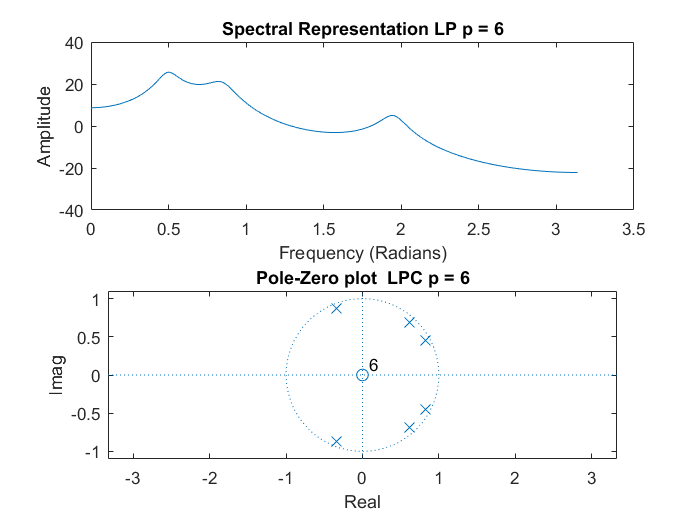 Spectral Representation LP p = 6
40
20
0
-20
-40
Amplitude
0 0.5 1 1.5 2 2.5 3 3.5
Frequency (Radians)
Pole-Zero plot  LPC p = 6
1
0.5
0
-0.5
-1
Imag
6
-3 -2 -1 0 1 2 3
Real